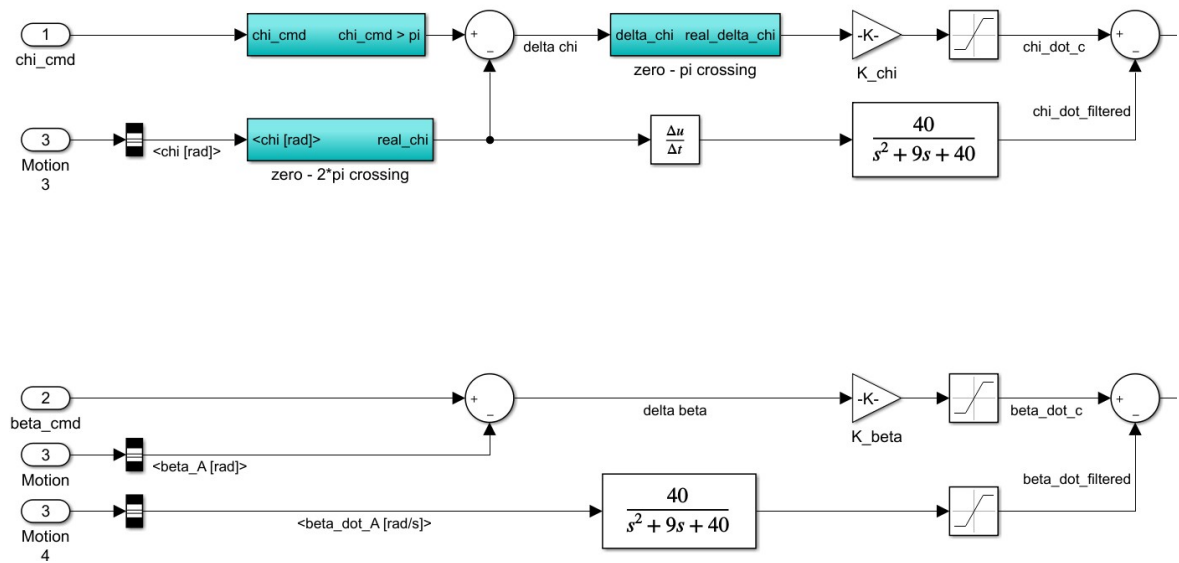 1
chi_cmd
chi_cmd
chi_cmd > pi
+
−
delta chi
delta_chi
real_delta_chi
zero - pi crossing
-K-
K_chi
chi_dot_c
+
−
3
Motion
3
<chi [rad]>
<chi [rad]>
real_chi
zero - 2*pi crossing
Δu
Δt
40
s² + 9s + 40
chi_dot_filtered
2
beta_cmd
+
−
delta beta
-K-
K_beta
beta_dot_c
+
−
3
Motion
<beta_A [rad]>
3
Motion
4
<beta_dot_A [rad/s]>
40
s² + 9s + 40
beta_dot_filtered